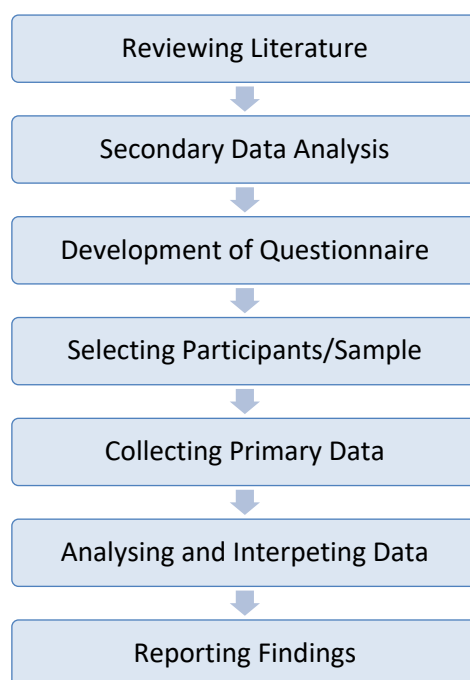 Reviewing Literature
Secondary Data Analysis
Development of Questionnaire
Selecting Participants/Sample
Collecting Primary Data
Analysing and Interpeting Data
Reporting Findings